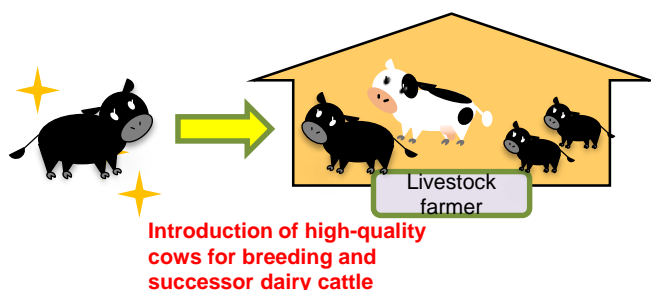 Livestock
farmer
Introduction of high-quality
cows for breeding and
successor dairy cattle